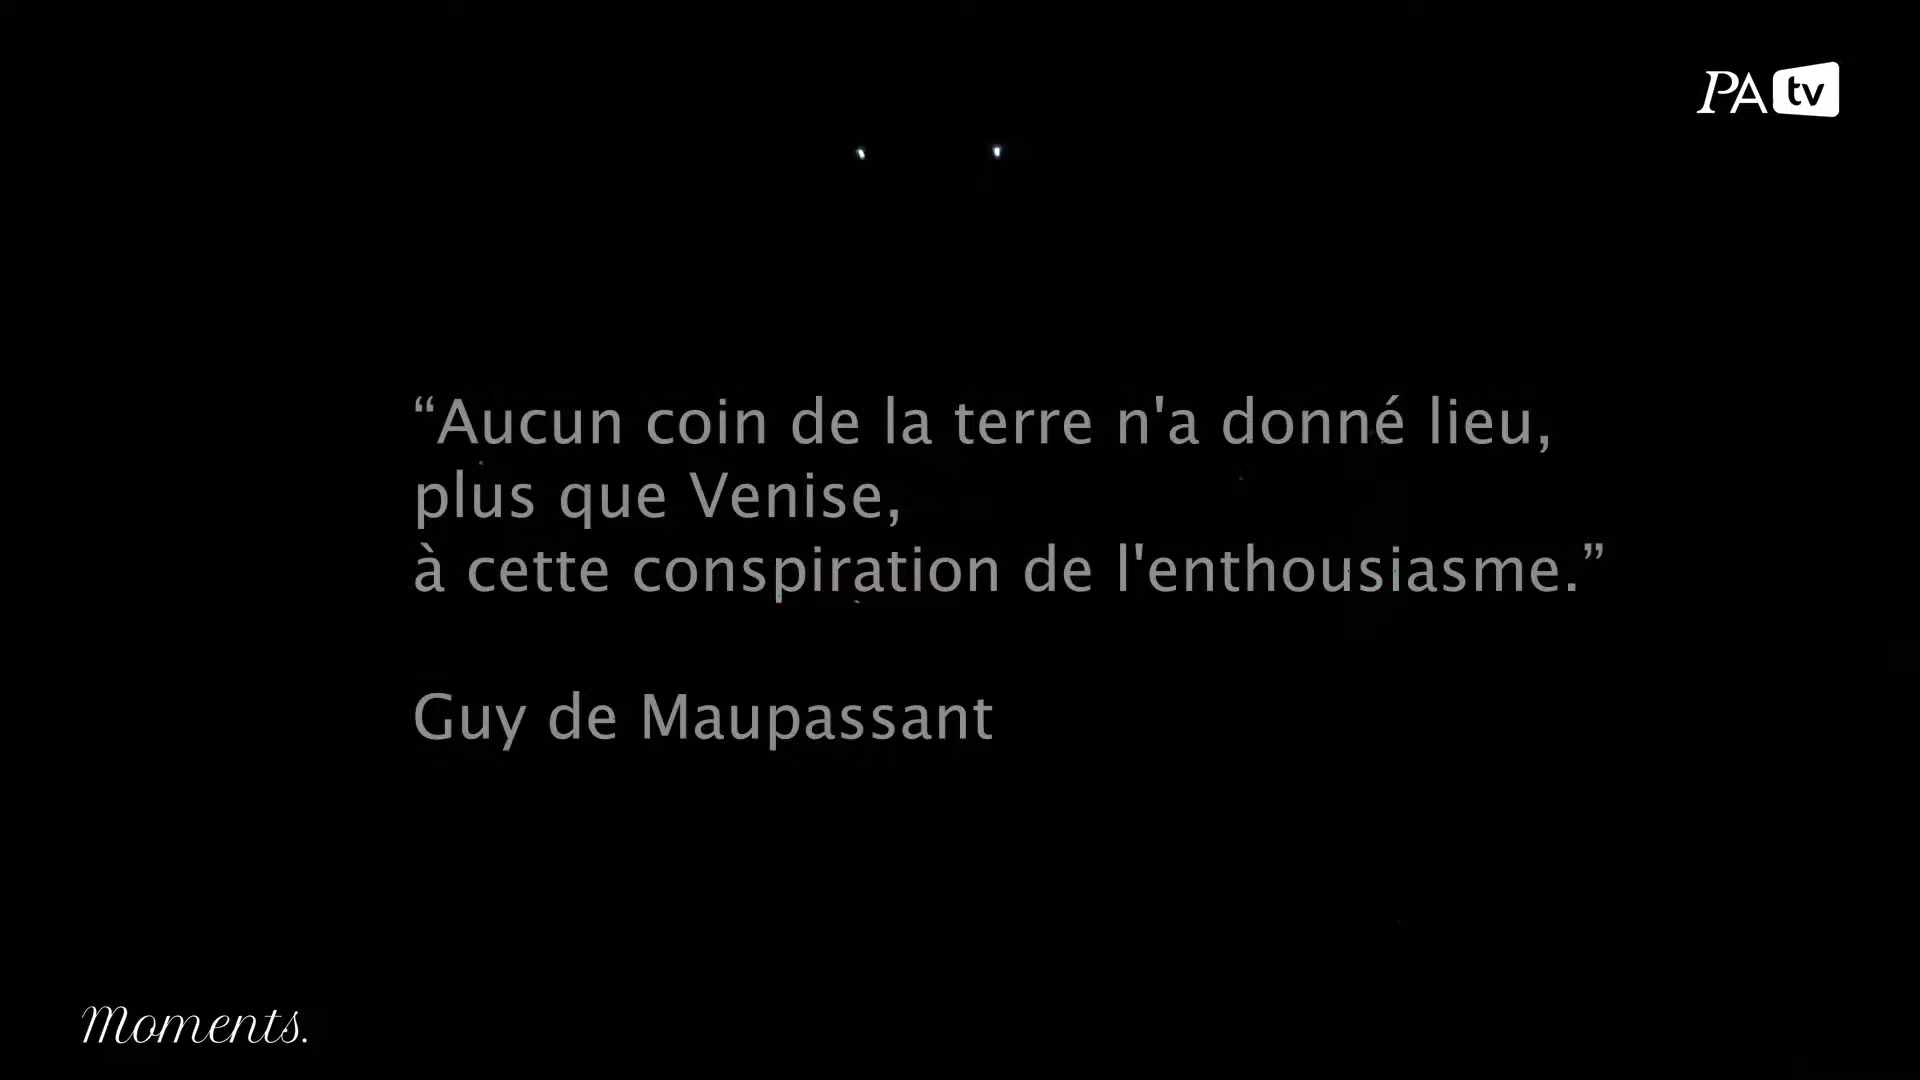 PA tv
“Aucun coin de la terre n'a donné lieu,
plus que Venise,
à cette conspiration de l'enthousiasme.”
Guy de Maupassant
Moments.